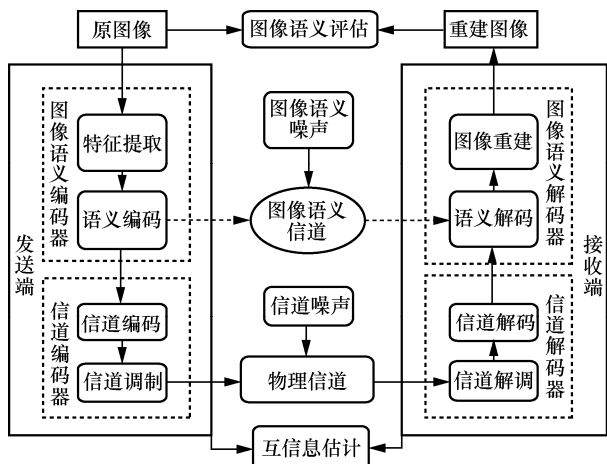 原图像
图像语义评估
重建图像
图像语义编码器
特征提取
语义编码
图像语义
噪声
图像语义
信道
图像重建
语义解码
图像语义解码器
发送端
接收端
信道编码器
信道编码
信道调制
信道噪声
物理信道
信道解码
信道解调
信道解码器
互信息估计